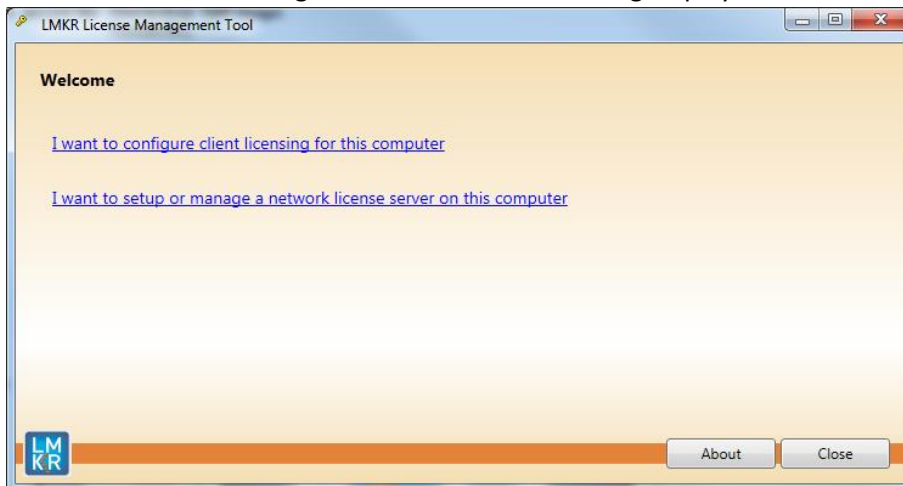 LMKR License Management Tool
Welcome
I want to configure client licensing for this computer
I want to setup or manage a network license server on this computer
LM
KR
About
Close